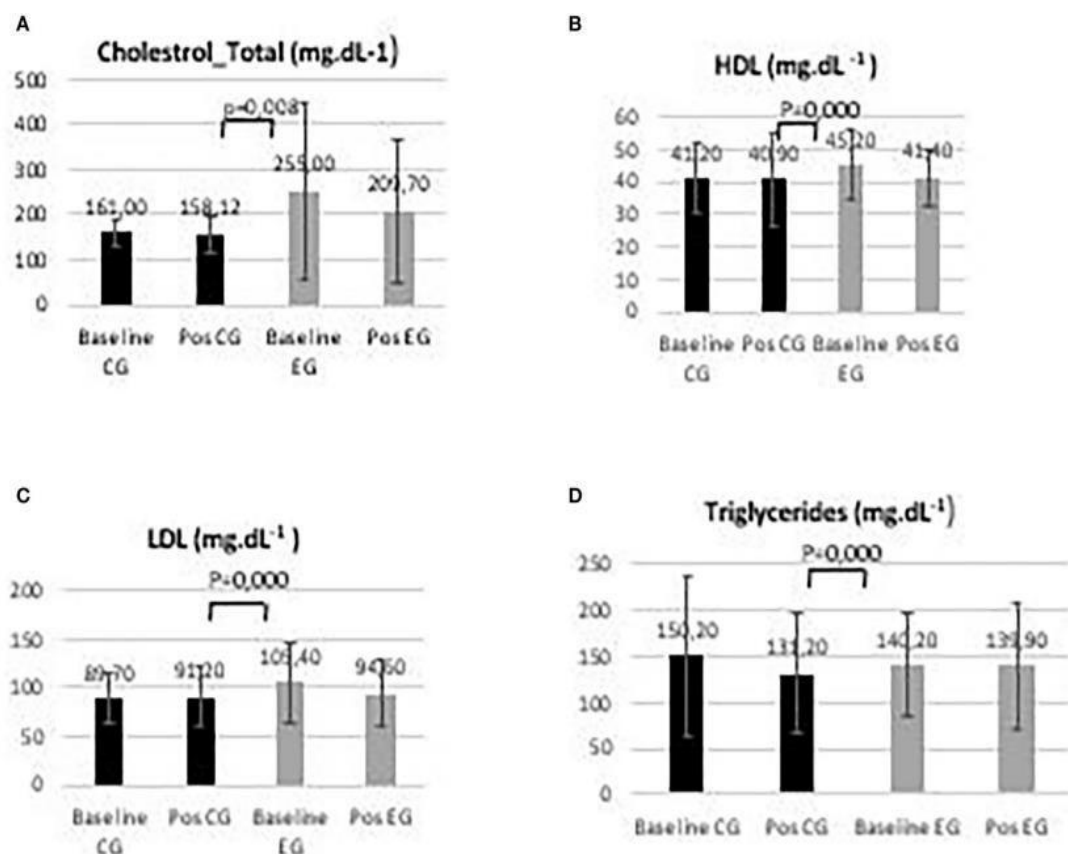 A
Cholestrol_Total (mg.dL-1)
500
400
300
200
100
0
p=0,008
161,00
158,12
255,00
Baseline CG
Pos CG
Baseline EG
Pos EG
B
HDL (mg.dL -1)
60
50
40
30
20
10
0
P=0,000
41,20
40,90
45,20
41,40
Baseline CG
Pos CG
Baseline EG
Pos EG
C
LDL (mg.dL-1 )
200
150
100
50
0
P=0,000
89,70
91,20
94,60
Baseline CG
Pos CG
Baseline EG
Pos EG
D
Triglycerides (mg.dL-1)
250
200
150
100
50
0
P=0,000
150,20
131,20
140,20
139,90
Baseline CG
Pos CG
Baseline EG
Pos EG